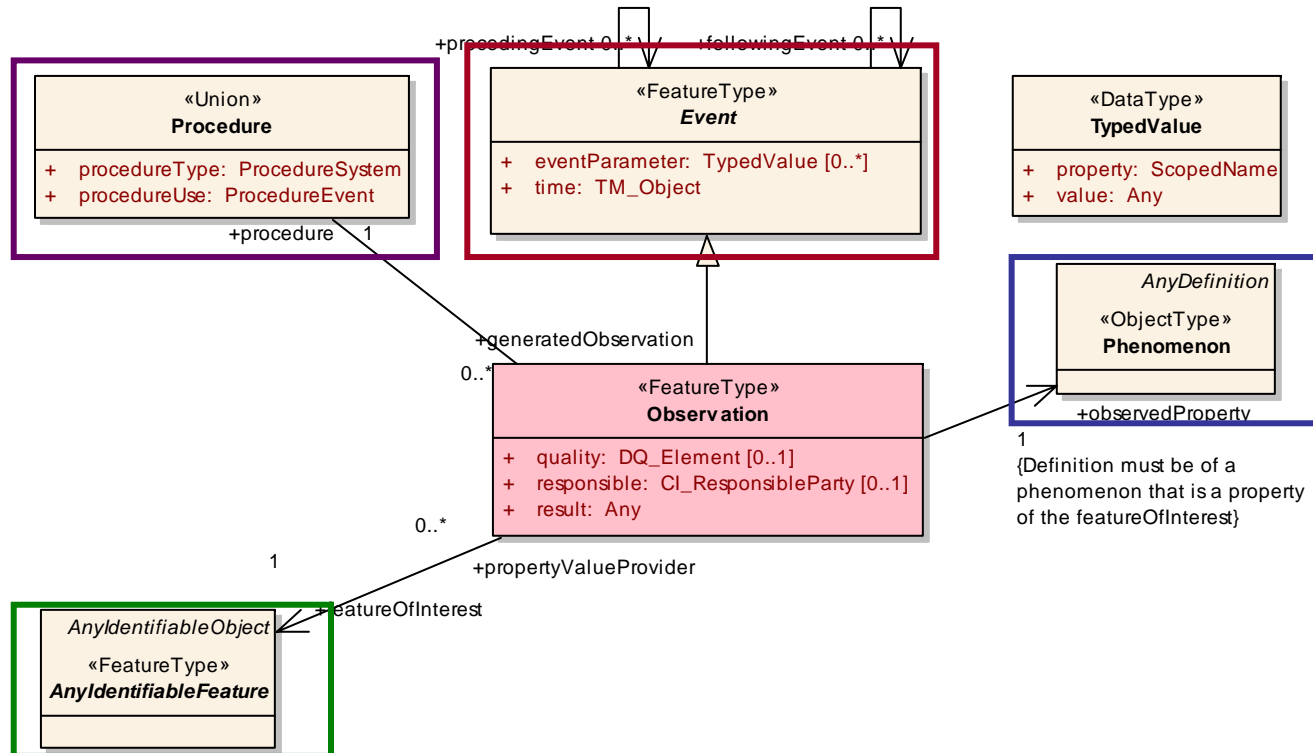 +precedingEvent 0..*
+followingEvent 0..*
«Union»
Procedure
+ procedureType: ProcedureSystem
+ procedureUse: ProcedureEvent
+procedure 1
«FeatureType»
Event
+ eventParameter: TypedValue [0..*]
+ time: TM_Object
«DataType»
TypedValue
+ property: ScopedName
+ value: Any
AnyDefinition
«ObjectType»
Phenomenon
+observedProperty
1
{Definition must be of a
phenomenon that is a property
of the featureOfInterest}
+generatedObservation
0..*
«FeatureType»
Observation
+ quality: DQ_Element [0..1]
+ responsible: CI_ResponsibleParty [0..1]
+ result: Any
0..*
+propertyValueProvider
1
+featureOfInterest
AnyIdentifiableObject
«FeatureType»
AnyIdentifiableFeature